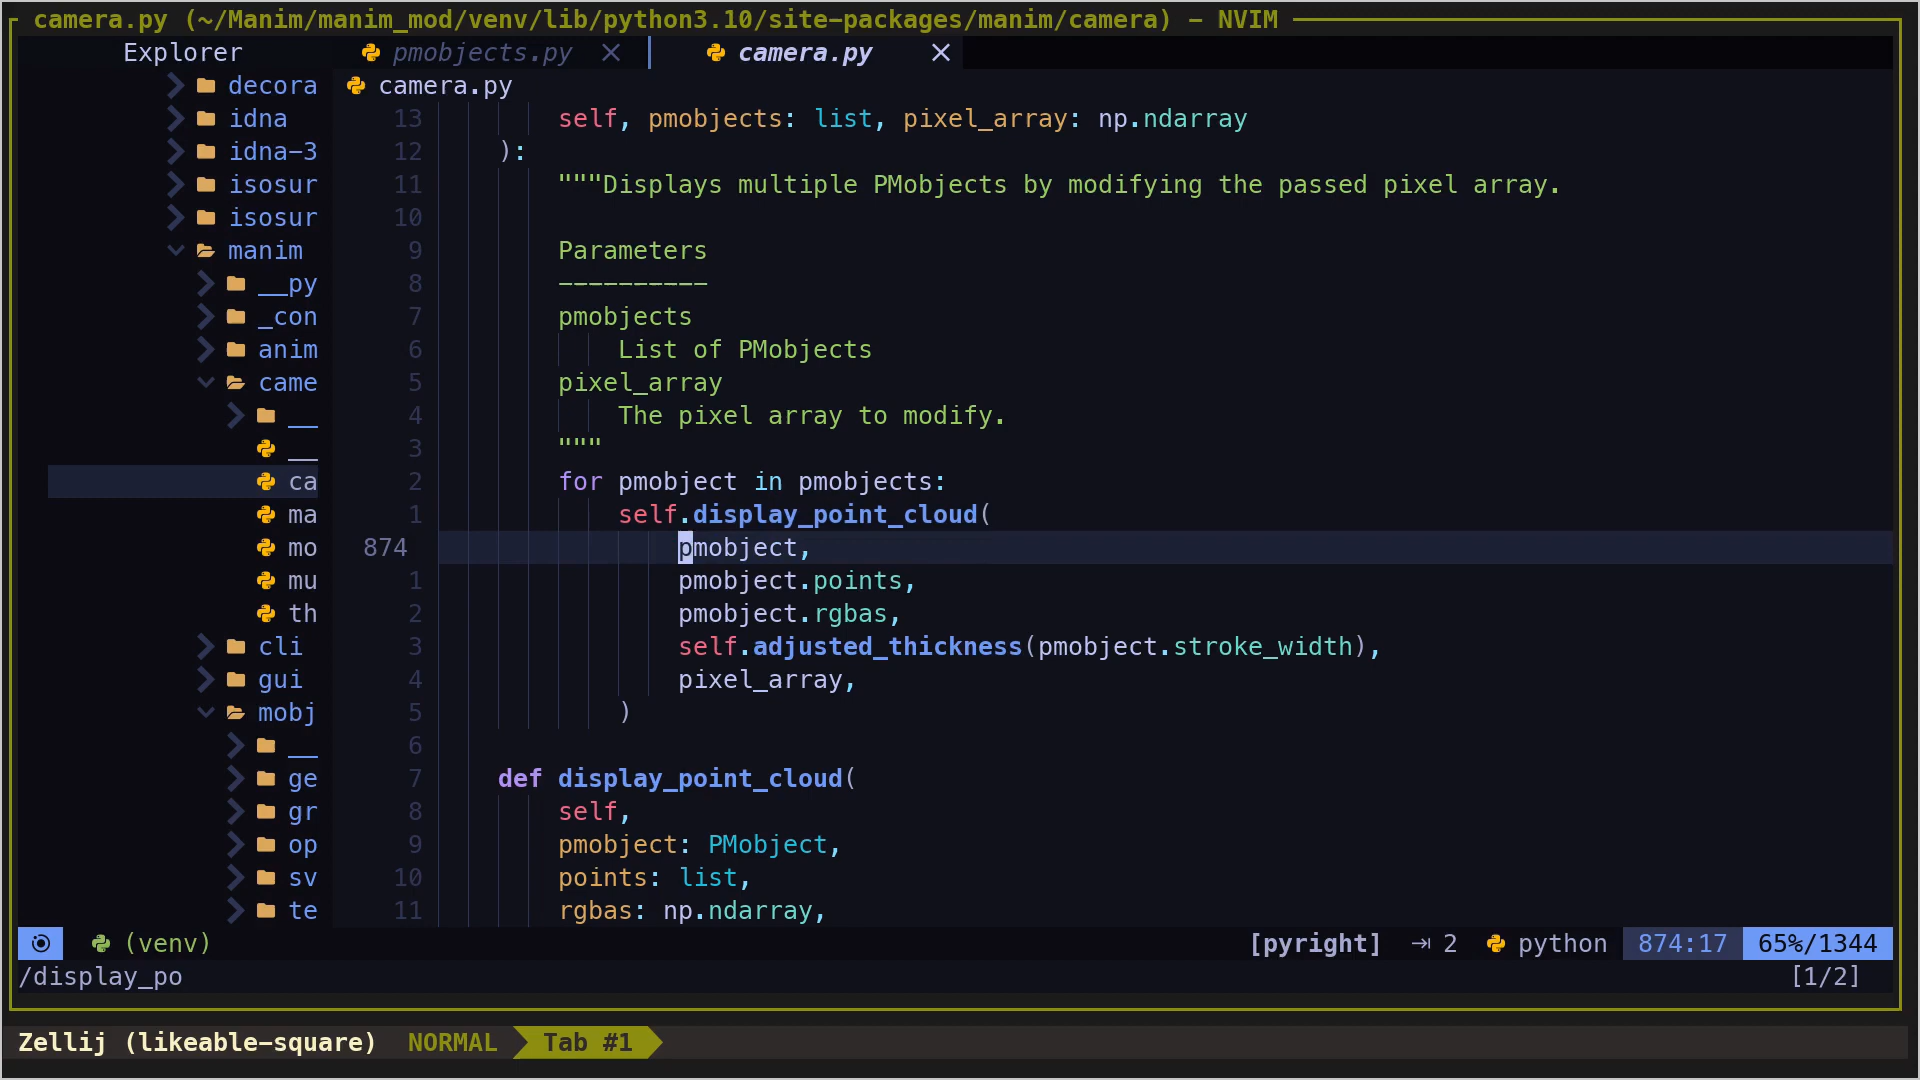 camera.py (~/Manim/manim_mod/venv/lib/python3.10/site-packages/manim/camera) - NVIM
Explorer pmobjects.py camera.py
decora camera.py
idna 13 self, pmobjects: list, pixel_array: np.ndarray
idna-3 12 ):
isosur 11 """Displays multiple PMobjects by modifying the passed pixel array.
isosur 10
manim 9 Parameters
__py 8 ----------
_con 7 pmobjects
anim 6 List of PMobjects
came 5 pixel_array
__ 4 The pixel array to modify.
__ 3 """
ca 2 for pmobject in pmobjects:
ma 1 self.display_point_cloud(
mo 874 pmobject,
mu 1 pmobject.points,
th 2 pmobject.rgbas,
cli 3 self.adjusted_thickness(pmobject.stroke_width),
gui 4 pixel_array,
mobj 5 )
__ 6
ge 7 def display_point_cloud(
gr 8 self,
op 9 pmobject: PMobject,
sv 10 points: list,
te 11 rgbas: np.ndarray,
(venv) [pyright] 2 python 874:17 65%/1344
/display_po [1/2]
Zellij (likeable-square) NORMAL Tab #1